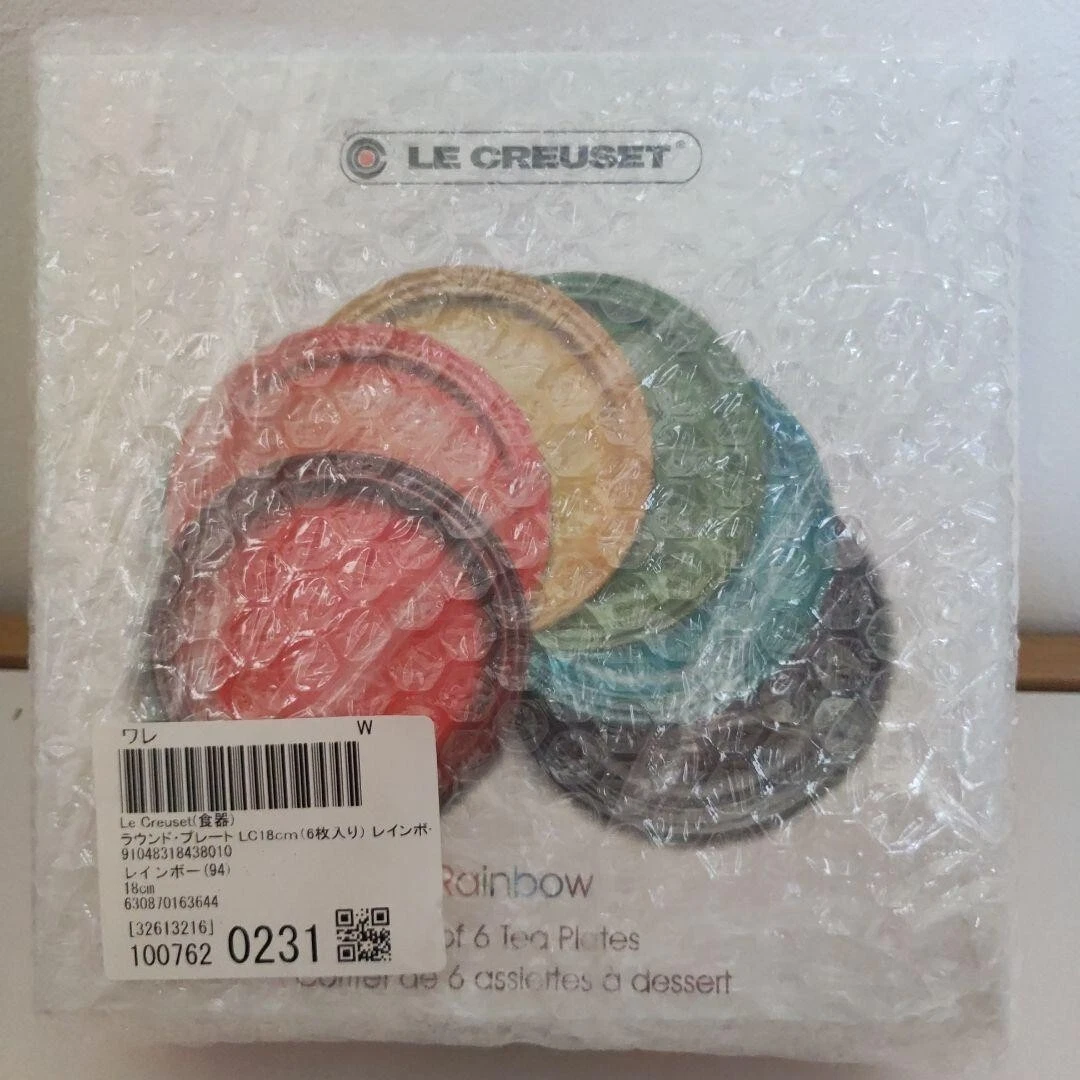 LE CREUSET
ワレ W
Le Creuset(食器)
ラウンド・プレート LC18cm(6枚入り) レインボ
91048318438010
レインボー(94)
18cm
630870163644
[32613216]
100762 0231
Rainbow
of 6 Tea Plates
Coffret de 6 assiettes à dessert